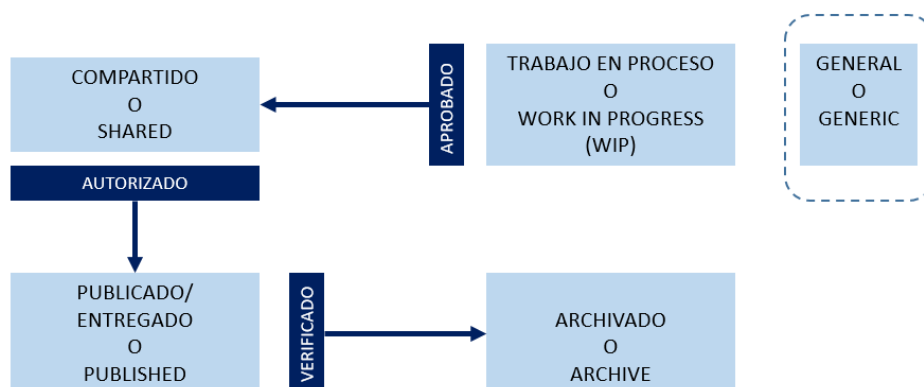 COMPARTIDO
O
SHARED
APROBADO
TRABAJO EN PROCESO
O
WORK IN PROGRESS
(WIP)
GENERAL
O
GENERIC
AUTORIZADO
PUBLICADO/
ENTREGADO
O
PUBLISHED
VERIFICADO
ARCHIVADO
O
ARCHIVE